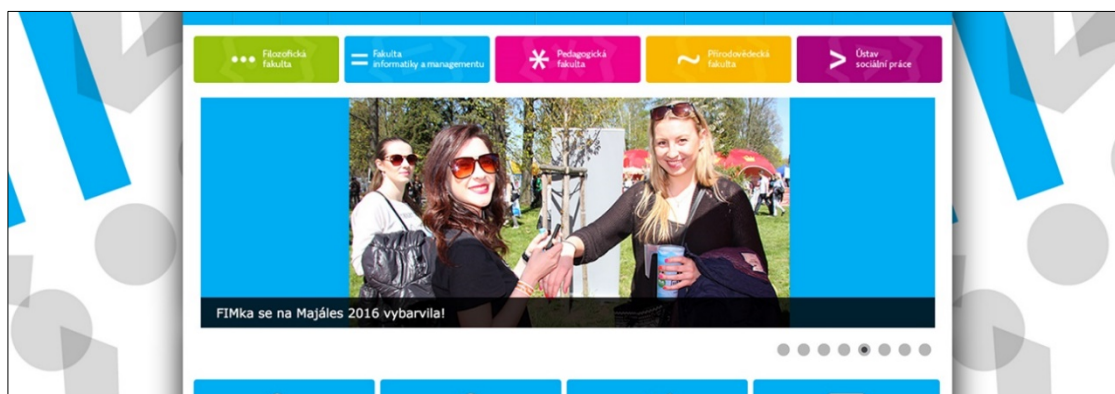 Filozofická
fakulta
Fakulta
informatiky a managementu
Pedagogická
fakulta
Přírodovědecká
fakulta
Ústav
sociální práce
FIMka se na Majáles 2016 vybarvila!